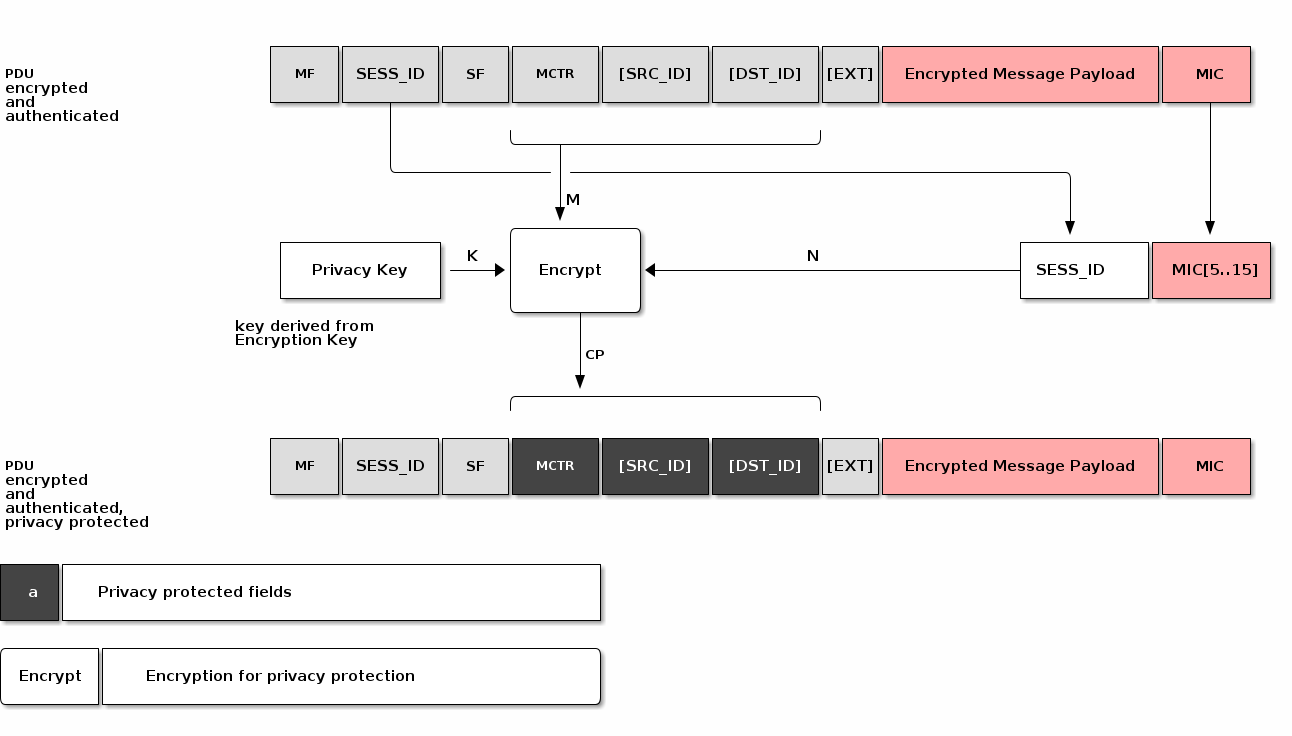 MF SESS_ID SF MCTR [SRC_ID] [DST_ID] [EXT] Encrypted Message Payload MIC
PDU
encrypted
and
authenticated
M
K
N
Privacy Key
Encrypt
SESS_ID
MIC[5..15]
key derived from
Encryption Key
CP
MF SESS_ID SF MCTR [SRC_ID] [DST_ID] [EXT] Encrypted Message Payload MIC
PDU
encrypted
and
authenticated,
privacy protected
a Privacy protected fields
Encrypt Encryption for privacy protection